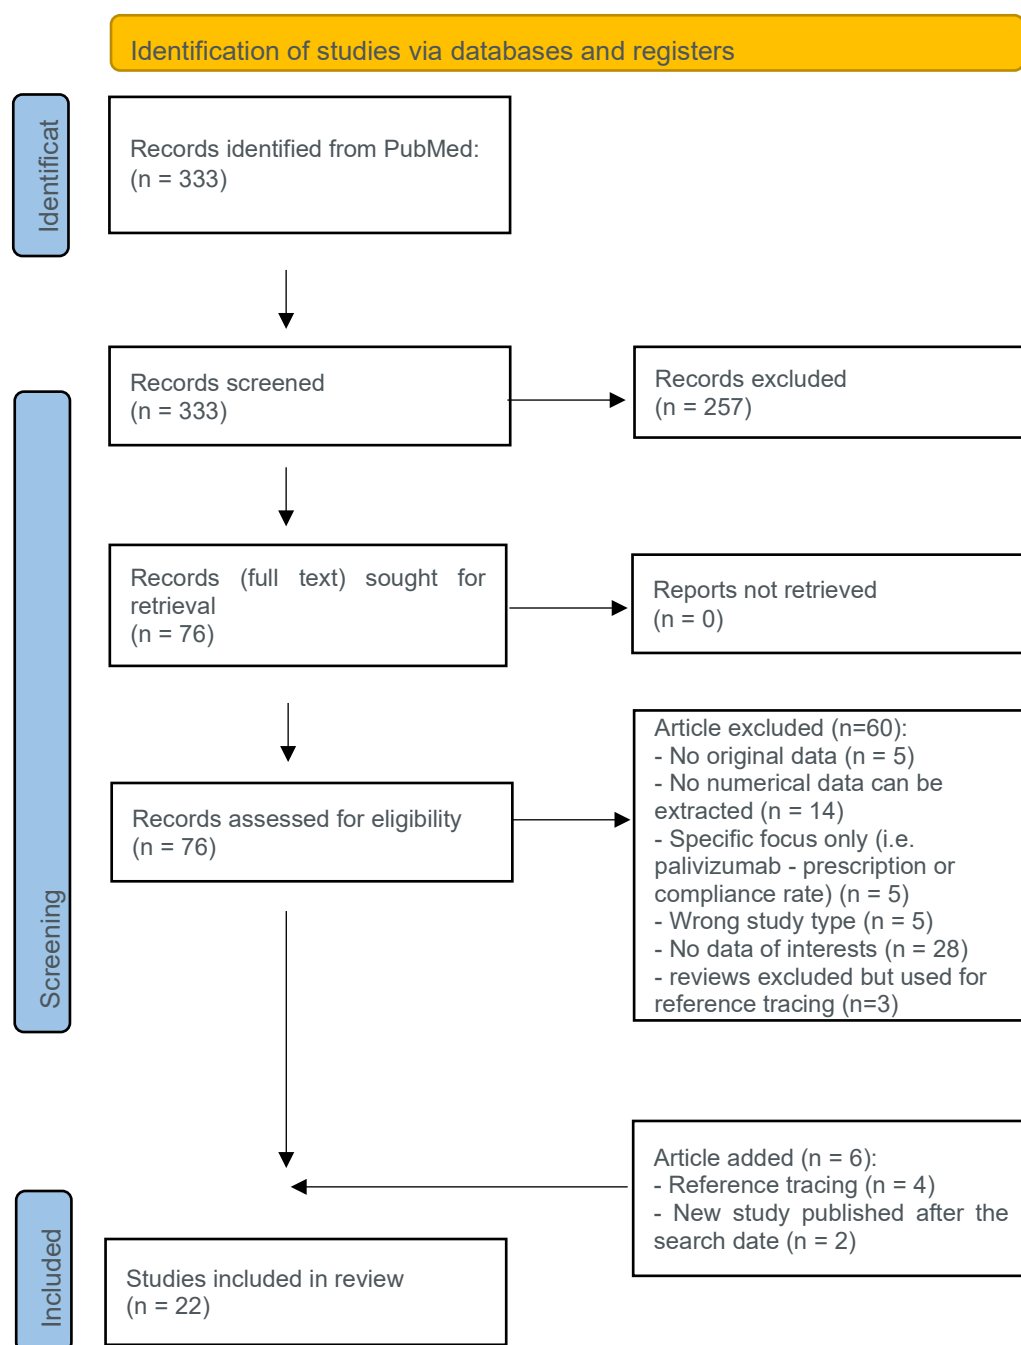 Identification of studies via databases and registers
Identificat
Records identified from PubMed:
(n = 333)
Screening
Records screened
(n = 333)
Records excluded
(n = 257)
Records (full text) sought for
retrieval
(n = 76)
Reports not retrieved
(n = 0)
Records assessed for eligibility
(n = 76)
Article excluded (n=60):
- No original data (n = 5)
- No numerical data can be
extracted (n = 14)
- Specific focus only (i.e.
palivizumab - prescription or
compliance rate) (n = 5)
- Wrong study type (n = 5)
- No data of interests (n = 28)
- reviews excluded but used for
reference tracing (n=3)
Article added (n = 6):
- Reference tracing (n = 4)
- New study published after the
search date (n = 2)
Included
Studies included in review
(n = 22)